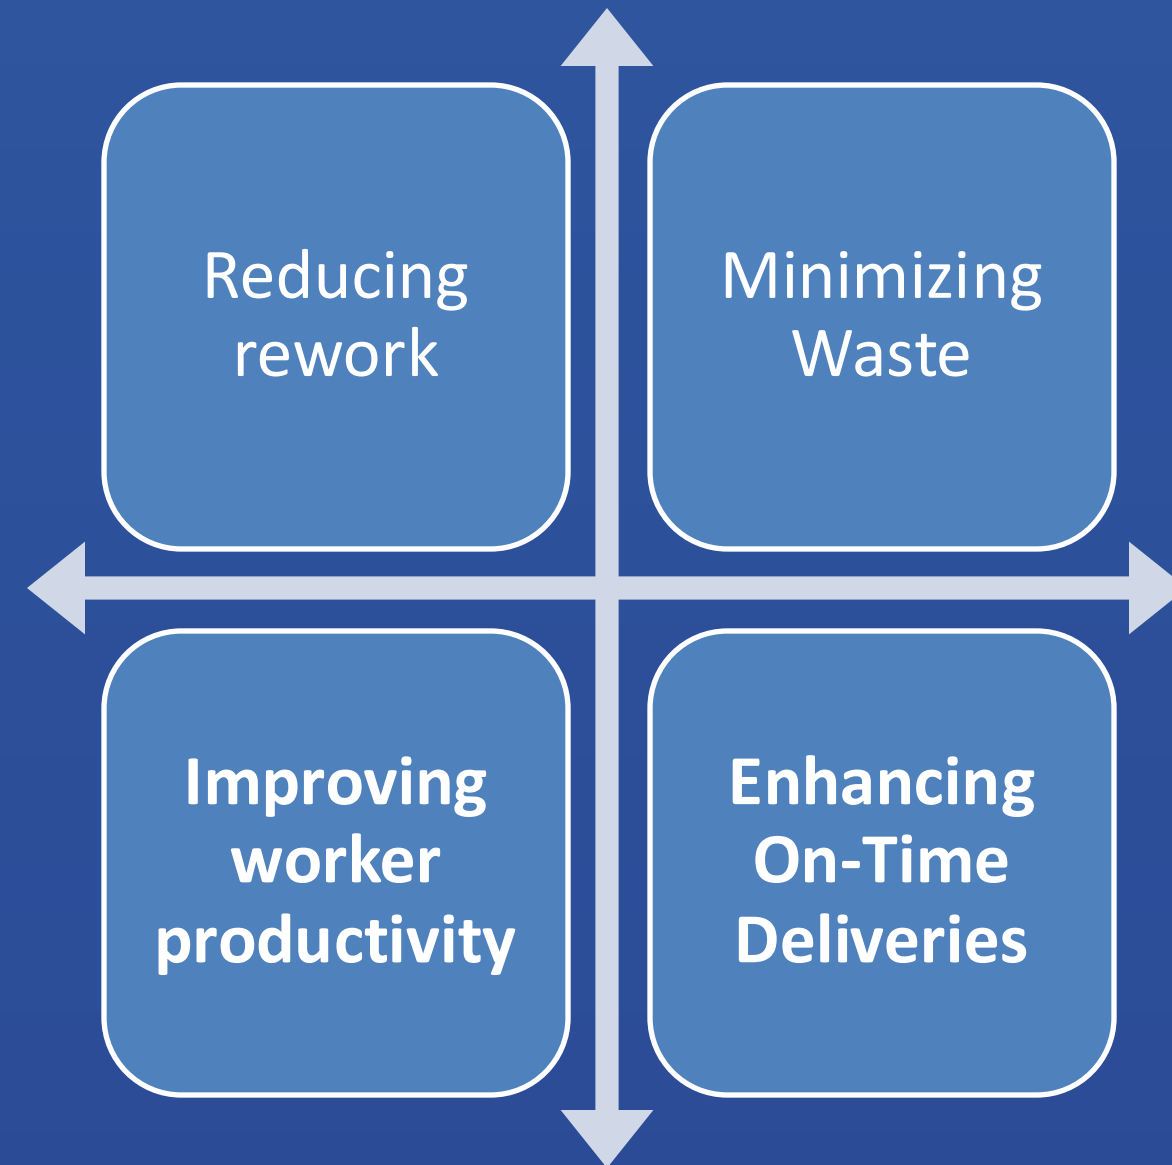 Reducing
rework
Minimizing
Waste
Improving
worker
productivity
Enhancing
On-Time
Deliveries